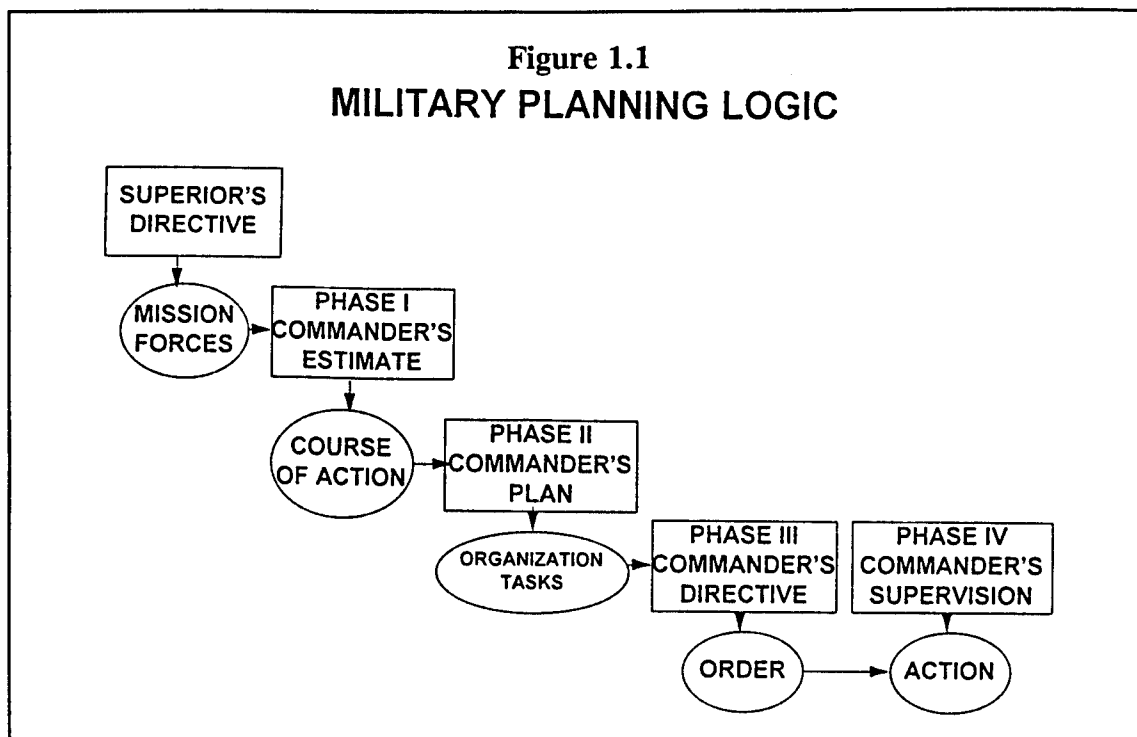 Figure 1.1
MILITARY PLANNING LOGIC
SUPERIOR'S
DIRECTIVE
MISSION
FORCES
PHASE I
COMMANDER'S
ESTIMATE
COURSE
OF ACTION
PHASE II
COMMANDER'S
PLAN
ORGANIZATION
TASKS
PHASE III
COMMANDER'S
DIRECTIVE
PHASE IV
COMMANDER'S
SUPERVISION
ORDER
ACTION